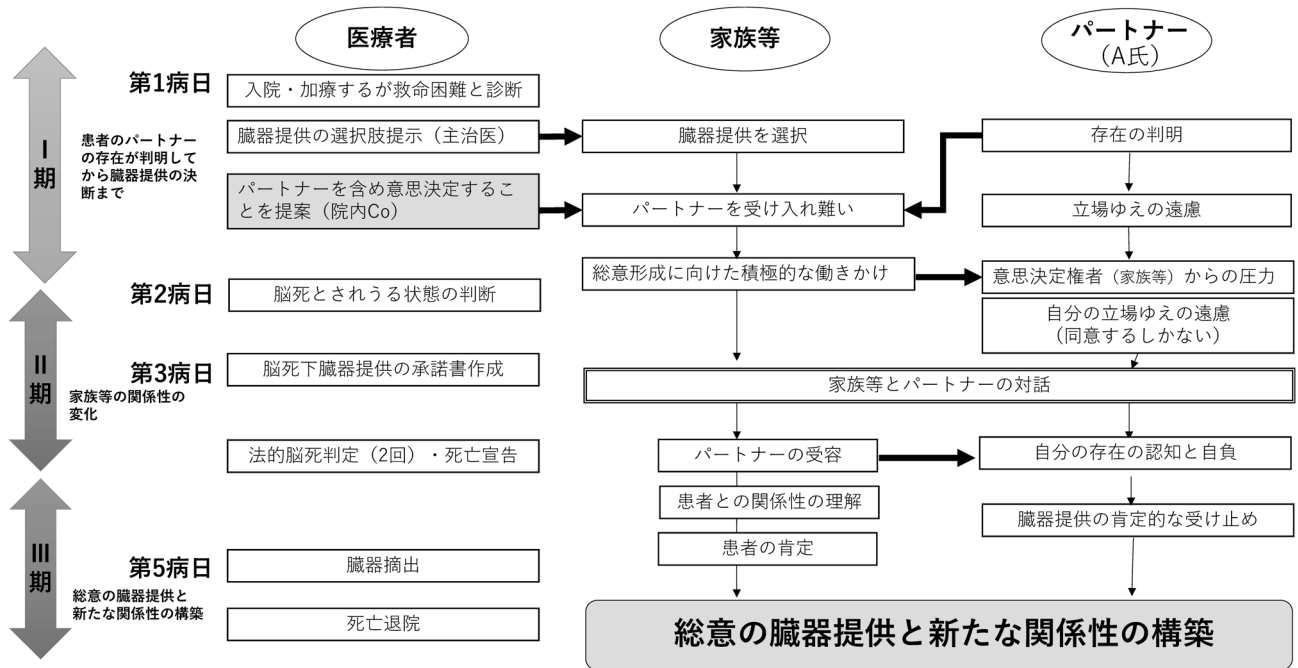 医療者
家族等
パートナー
（A氏）
Ⅰ期
患者のパートナー
の存在が判明して
から臓器提供の決
断まで
第1病日
入院・加療するが救命困難と診断
臓器提供の選択肢提示（主治医）
臓器提供を選択
存在の判明
パートナーを含め意思決定するこ
とを提案（院内Co）
パートナーを受け入れ難い
立場ゆえの遠慮
総意形成に向けた積極的な働きかけ
意思決定権者（家族等）からの圧力
第2病日
脳死とされうる状態の判断
自分の立場ゆえの遠慮
（同意するしかない）
Ⅱ期
家族等の関係性の
変化
第3病日
脳死下臓器提供の承諾書作成
家族等とパートナーの対話
法的脳死判定（2回）・死亡宣告
パートナーの受容
自分の存在の認知と自負
患者との関係性の理解
臓器提供の肯定的な受け止め
患者の肯定
Ⅲ期
総意の臓器提供と
新たな関係性の構築
第5病日
臓器摘出
死亡退院
総意の臓器提供と新たな関係性の構築